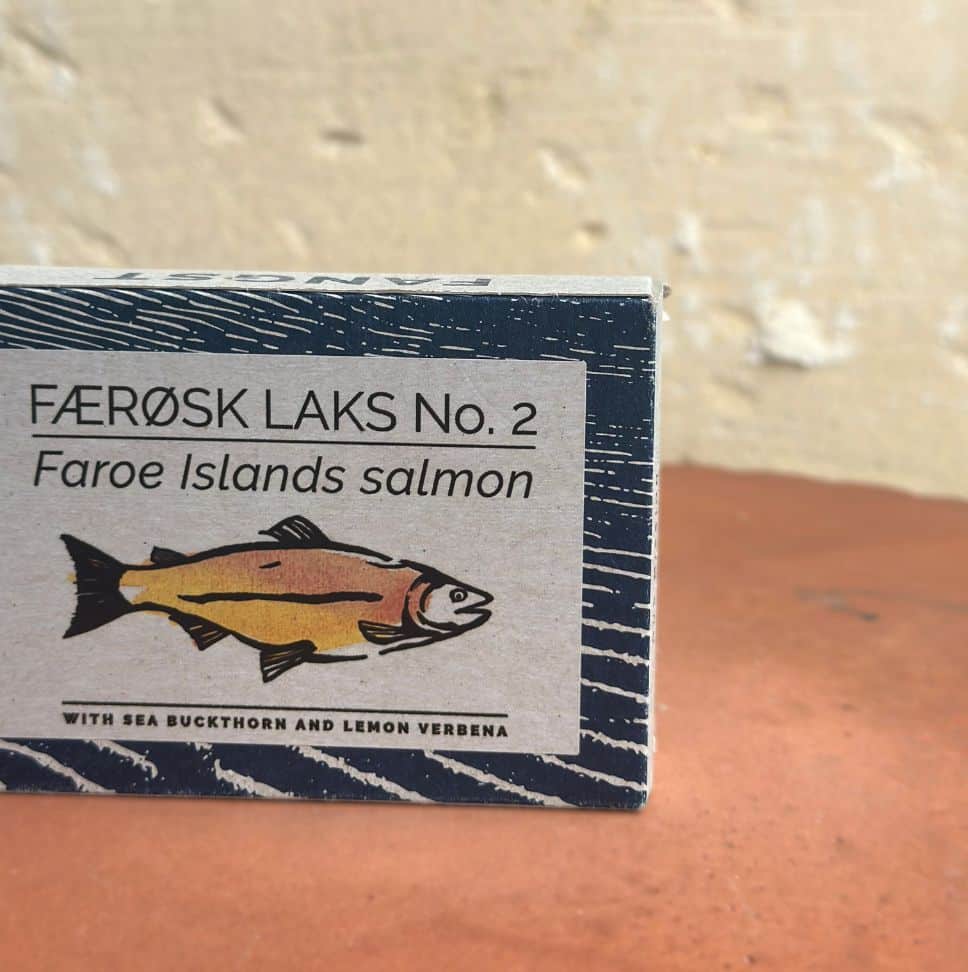 FANGST
FÆRØSK LAKS No. 2
Faroe Islands salmon
WITH SEA BUCKTHORN AND LEMON VERBENA